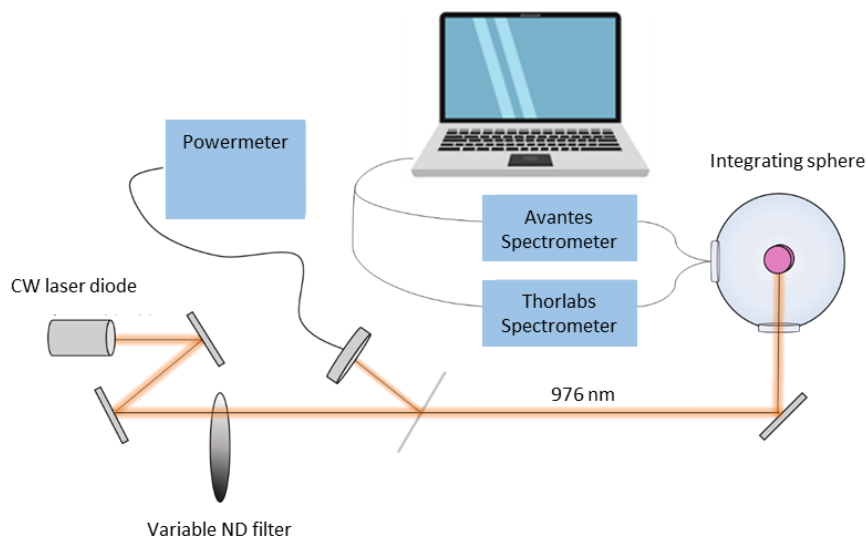 Powermeter
Integrating sphere
Avantes
Spectrometer
CW laser diode
Thorlabs
Spectrometer
976 nm
Variable ND filter